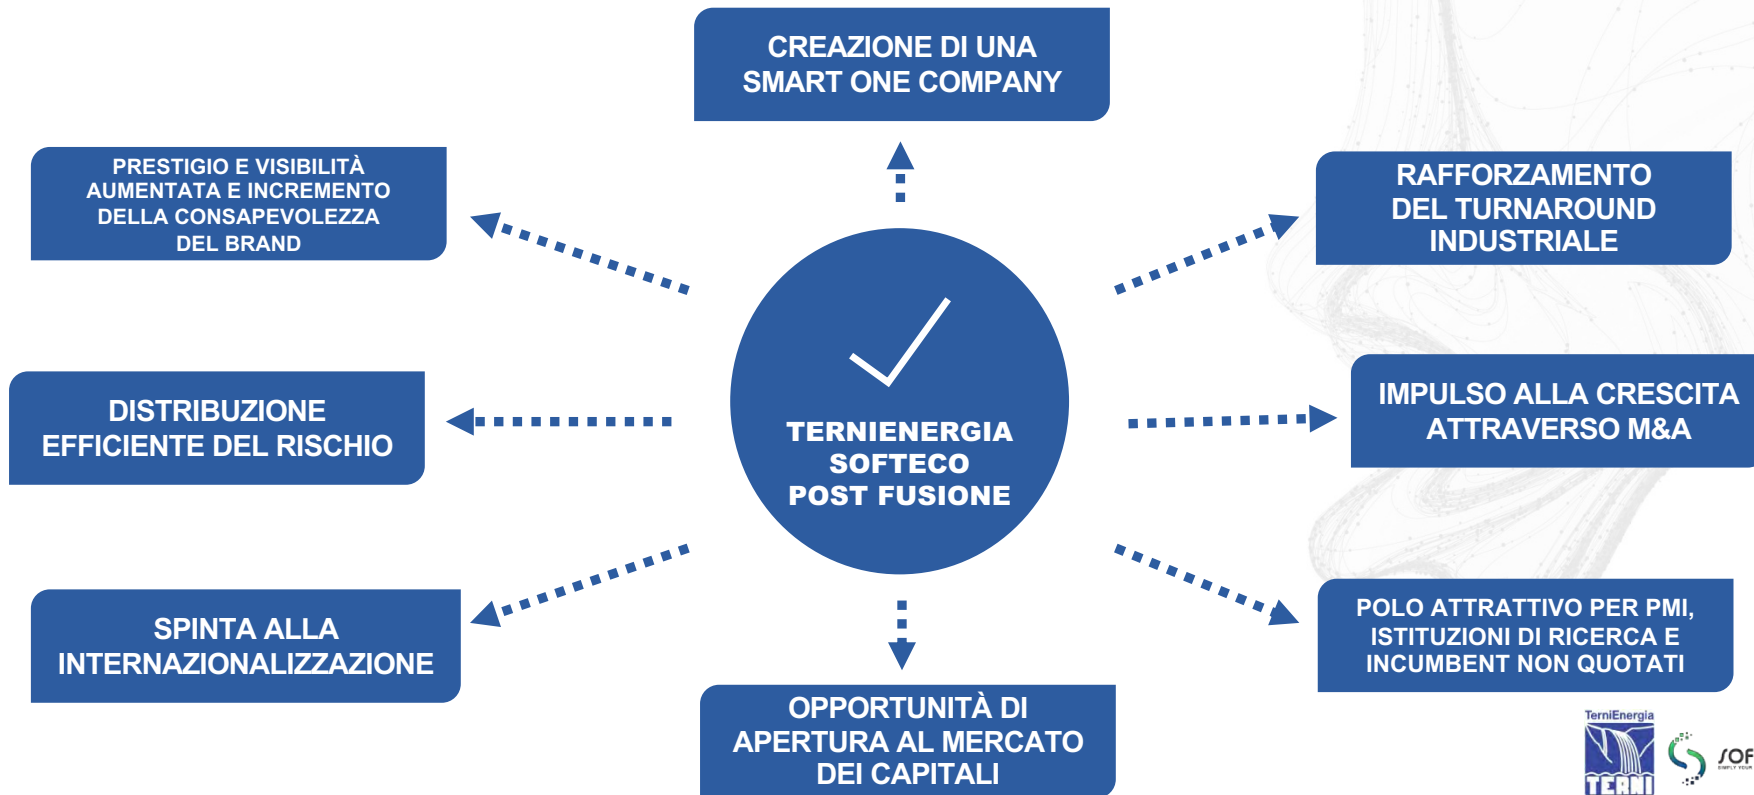 CREAZIONE DI UNA
SMART ONE COMPANY
PRESTIGIO E VISIBILITÀ
AUMENTATA E INCREMENTO
DELLA CONSAPEVOLEZZA
DEL BRAND
RAFFORZAMENTO
DEL TURNAROUND
INDUSTRIALE
DISTRIBUZIONE
EFFICIENTE DEL RISCHIO
TERNIENERGIA
SOFTECO
POST FUSIONE
IMPULSO ALLA CRESCITA
ATTRAVERSO M&A
SPINTA ALLA
INTERNAZIONALIZZAZIONE
OPPORTUNITÀ DI
APERTURA AL MERCATO
DEI CAPITALI
POLO ATTRATTIVO PER PMI,
ISTITUZIONI DI RICERCA E
INCUMBENT NON QUOTATI
TerniEnergia
TERNI
SOF
SIMPLY YOUR